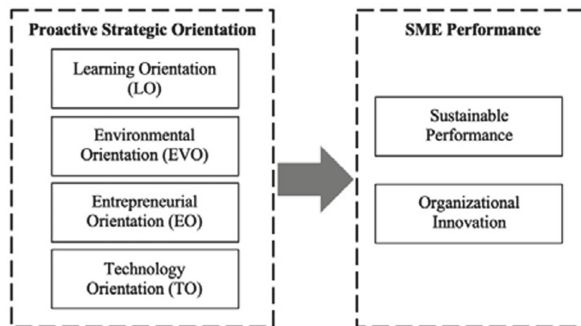 Proactive Strategic Orientation
Learning Orientation
(LO)
Environmental
Orientation (EVO)
Entrepreneurial
Orientation (EO)
Technology
Orientation (TO)
SME Performance
Sustainable
Performance
Organizational
Innovation